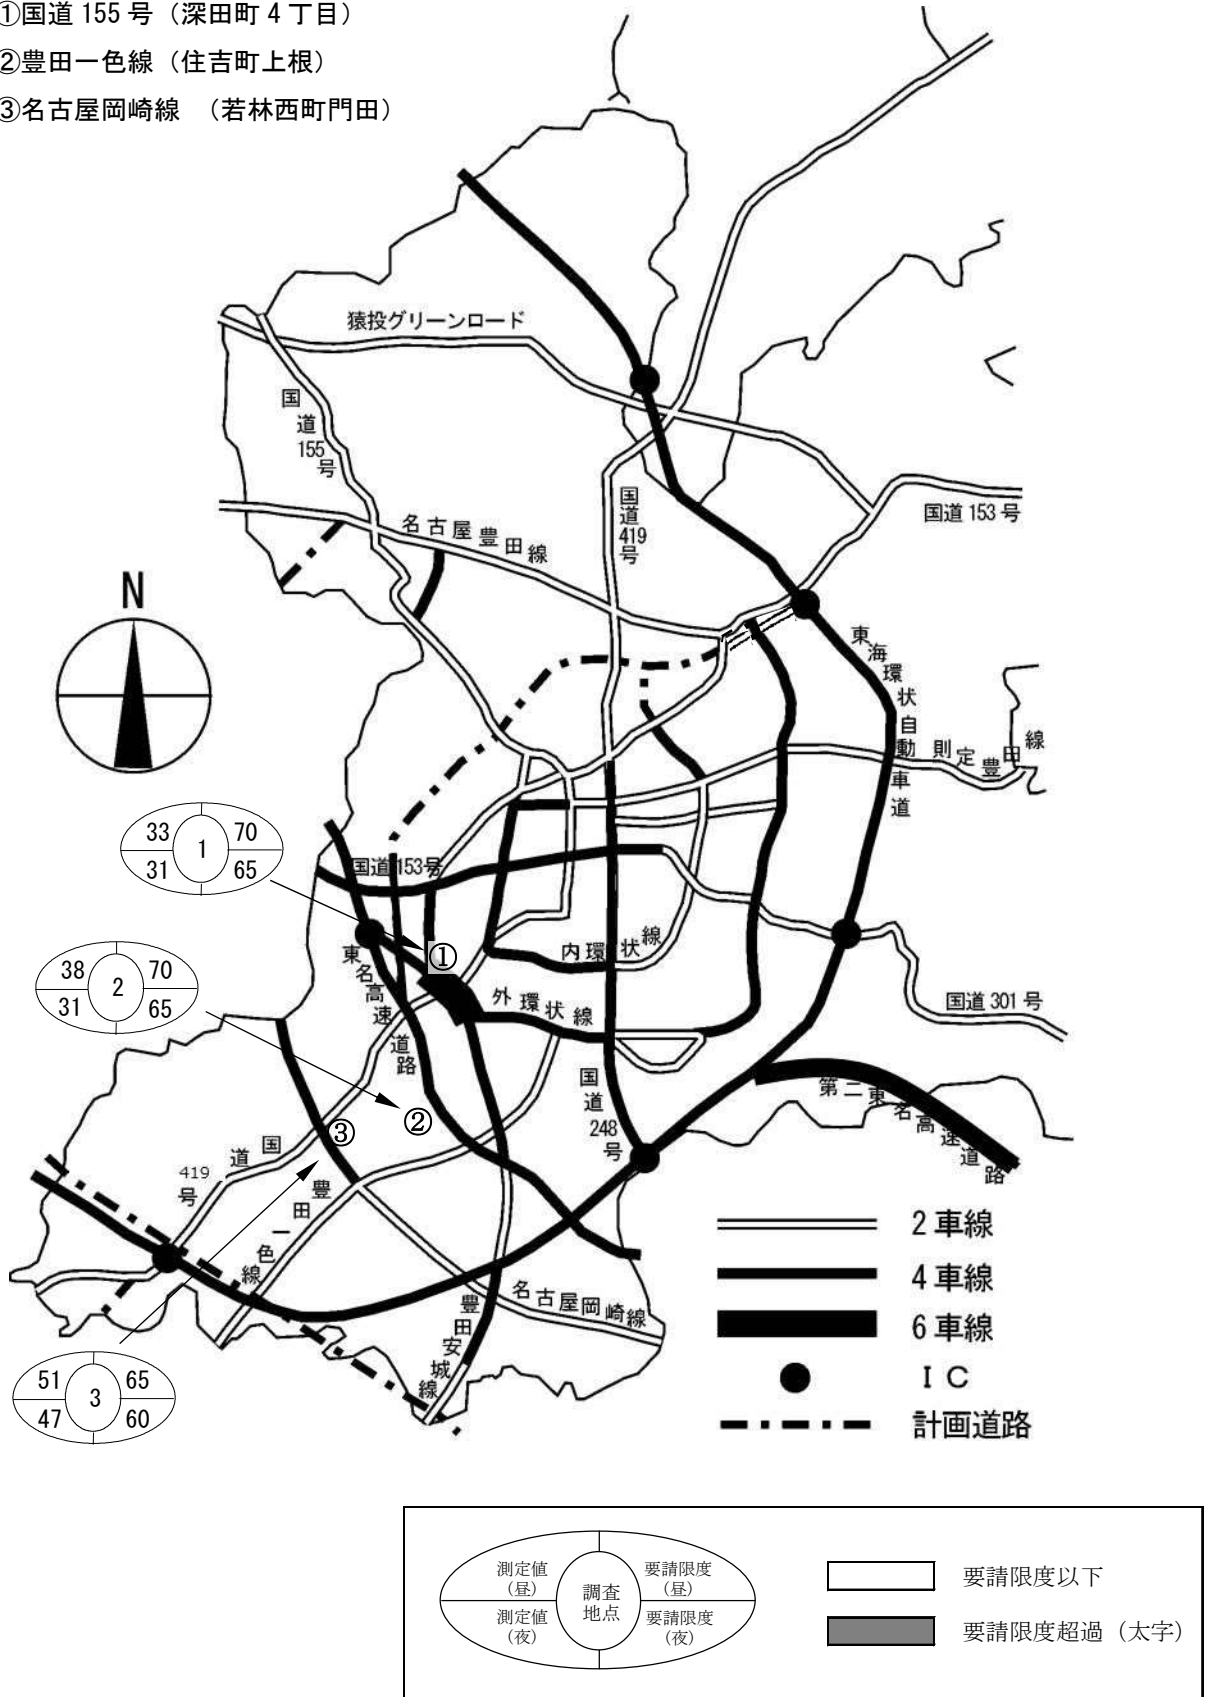 ①国道 155 号（深田町 4 丁目）
②豊田一色線（住吉町上根）
③名古屋岡崎線 （若林西町門田）
猿投グリーンロード
国道155号
国道419号
国道 153 号
名古屋豊田線
N
東海環状自動車道
則定豊田線
33 70
1
31 65
国道 153号
38 70
2
31 65
①
東名高速道路
内環状線
外環状線
国道 301 号
②
③
国道248号
第二東名高速道路
国道419号
豊田一色線
名古屋岡崎線
豊田安城線
51 65
3
47 60
2 車線
4 車線
6 車線
ＩＣ
計画道路
測定値
（昼）
要請限度
（昼）
調査
地点
測定値
（夜）
要請限度
（夜）
要請限度以下
要請限度超過（太字）